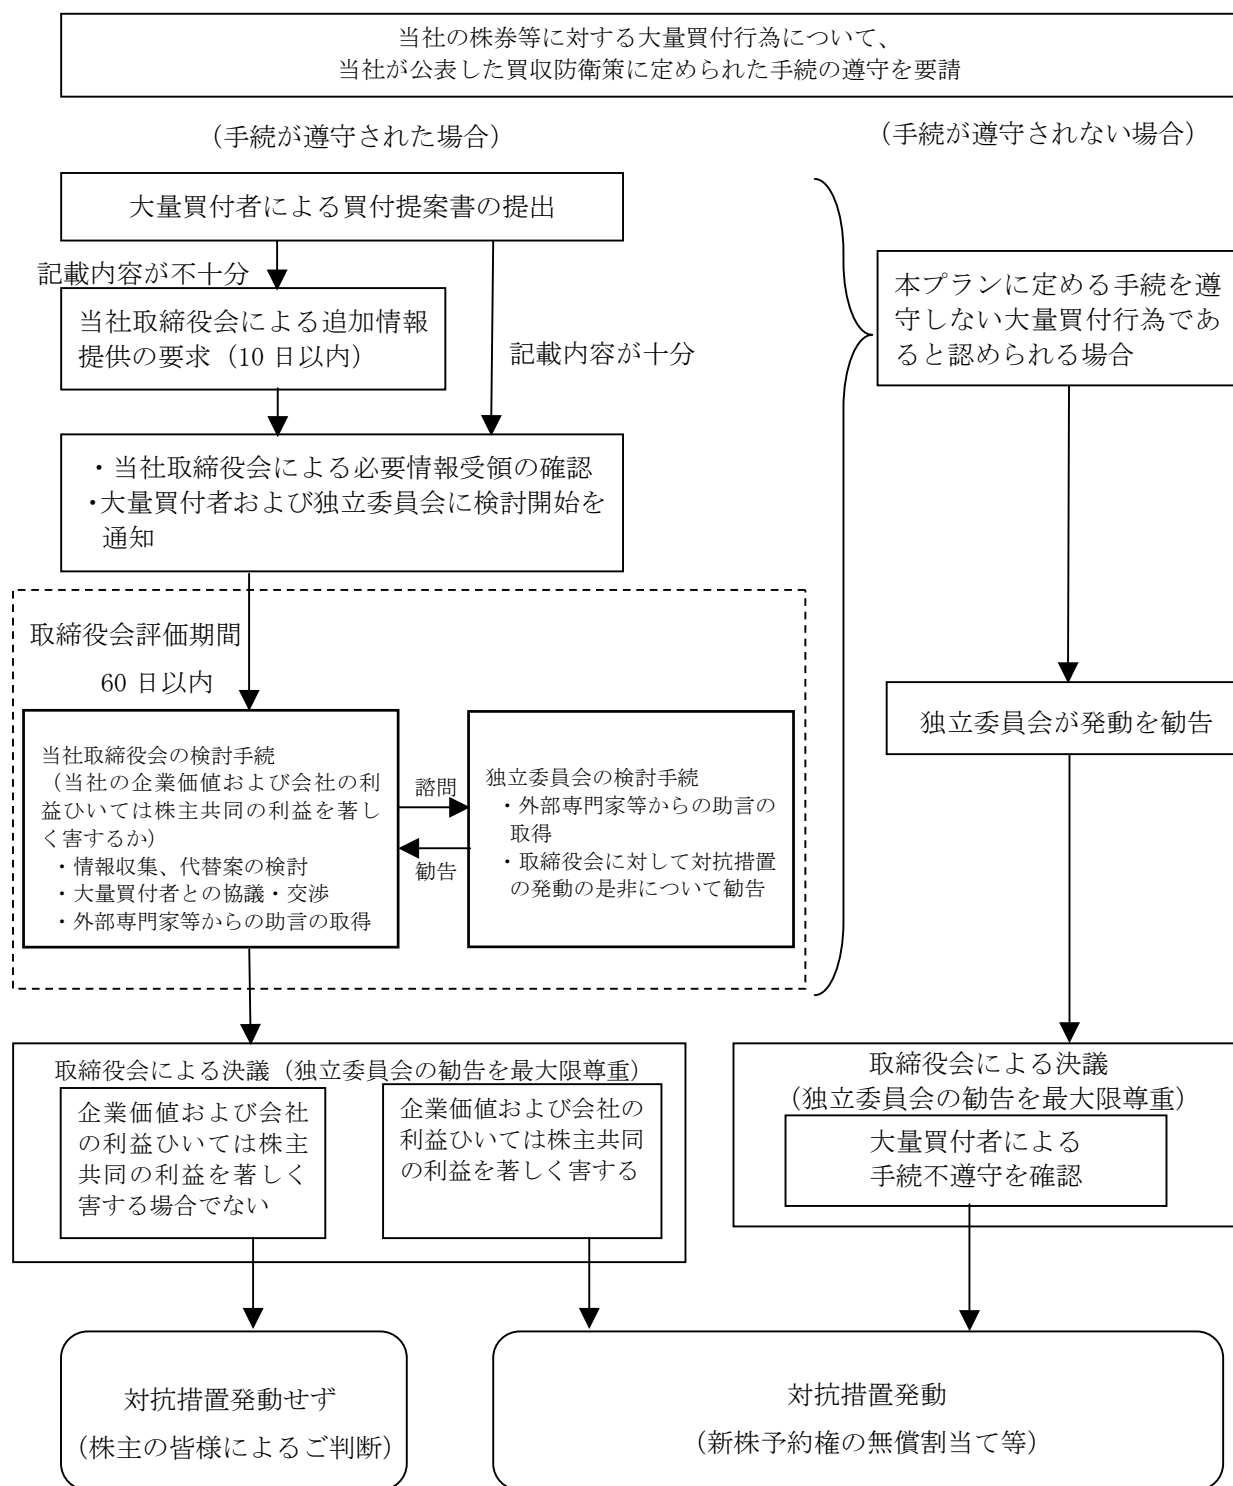 当社の株券等に対する大量買付行為について、
当社が公表した買収防衛策に定められた手続の遵守を要請
（手続が遵守された場合）
（手続が遵守されない場合）
大量買付者による買付提案書の提出
記載内容が不十分
当社取締役会による追加情報
提供の要求（10 日以内）
記載内容が十分
・当社取締役会による必要情報受領の確認
・大量買付者および独立委員会に検討開始を
通知
本プランに定める手続を遵
守しない大量買付行為であ
ると認められる場合
取締役会評価期間
60 日以内
当社取締役会の検討手続
（当社の企業価値および会社の利
益ひいては株主共同の利益を著し
く害するか）
・情報収集、代替案の検討
・大量買付者との協議・交渉
・外部専門家等からの助言の取得
諮問
勧告
独立委員会の検討手続
・外部専門家等からの助言の
取得
・取締役会に対して対抗措置
の発動の是非について勧告
独立委員会が発動を勧告
取締役会による決議（独立委員会の勧告を最大限尊重）
企業価値および会社
の利益ひいては株主
共同の利益を著しく
害する場合でない
企業価値および会社の
利益ひいては株主共同
の利益を著しく害する
取締役会による決議
（独立委員会の勧告を最大限尊重）
大量買付者による
手続不遵守を確認
対抗措置発動せず
（株主の皆様によるご判断）
対抗措置発動
（新株予約権の無償割当て等）